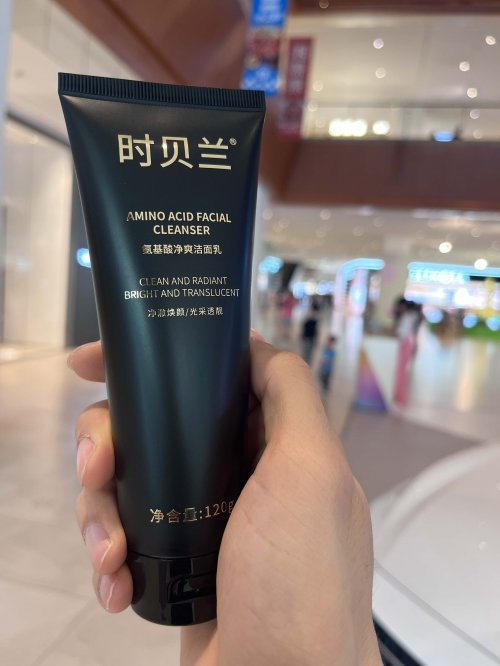 时贝兰®
AMINO ACID FACIAL
CLEANSER
氨基酸净爽洁面乳
CLEAN AND RADIANT
BRIGHT AND TRANSLUCENT
净澈焕颜/光采透靓
净含量:120g